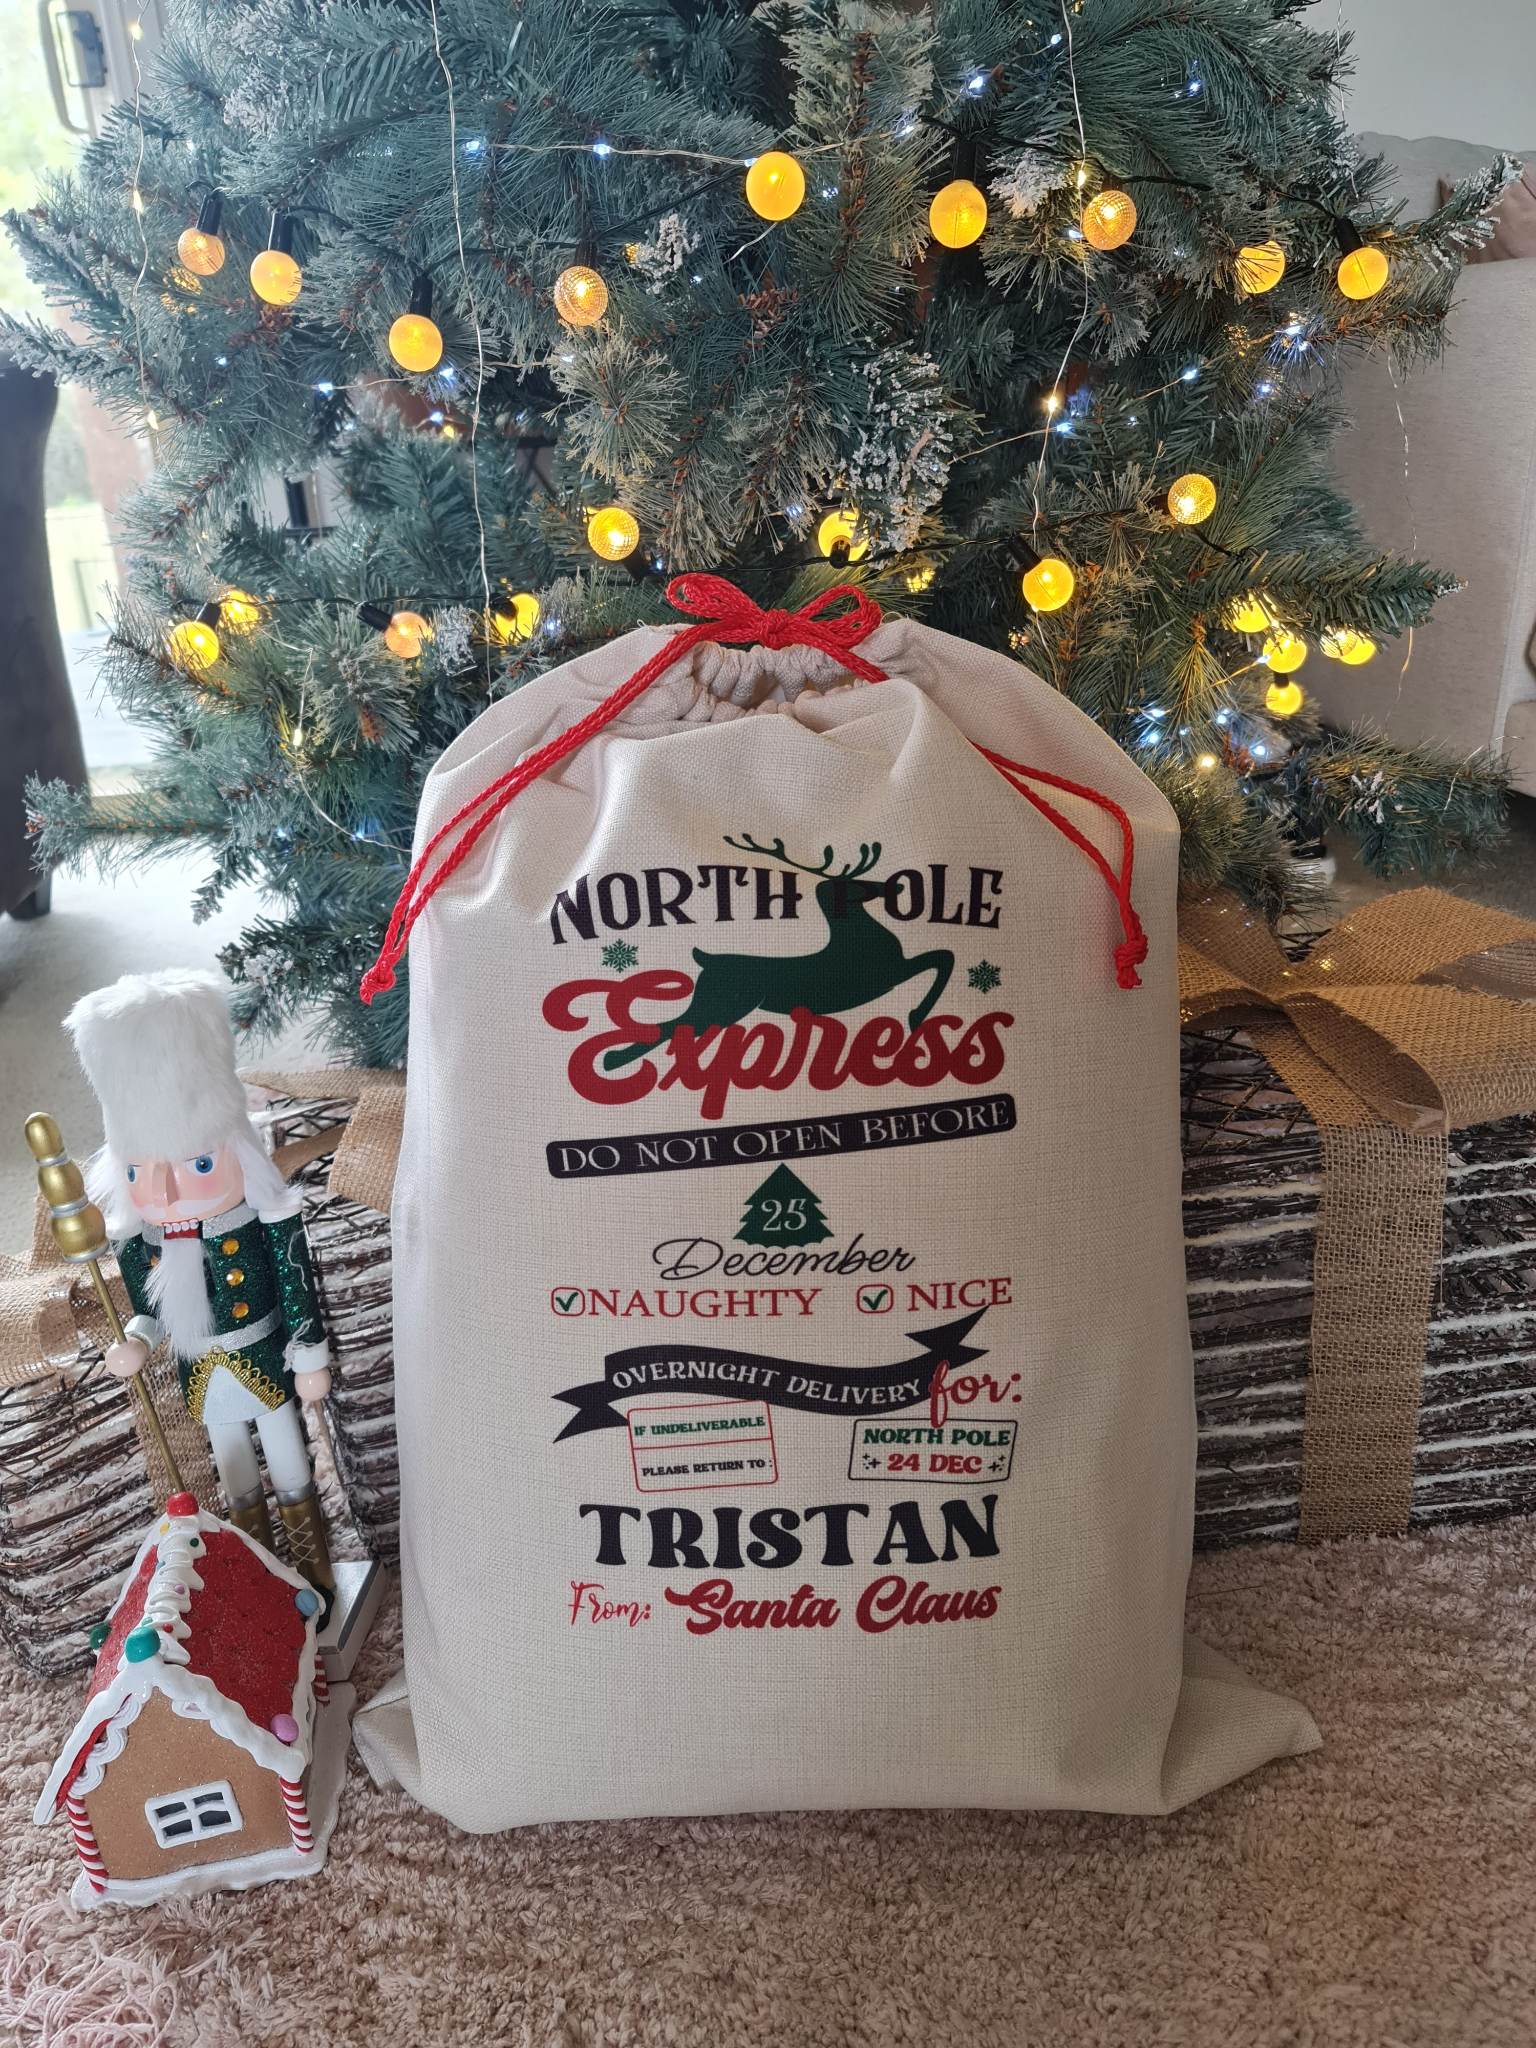 NORTH POLE
Express
DO NOT OPEN BEFORE
25
December
NAUGHTY NICE
OVERNIGHT DELIVERY for:
IF UNDELIVERABLE
PLEASE RETURN TO:
NORTH POLE
24 DEC
TRISTAN
From: Santa Claus